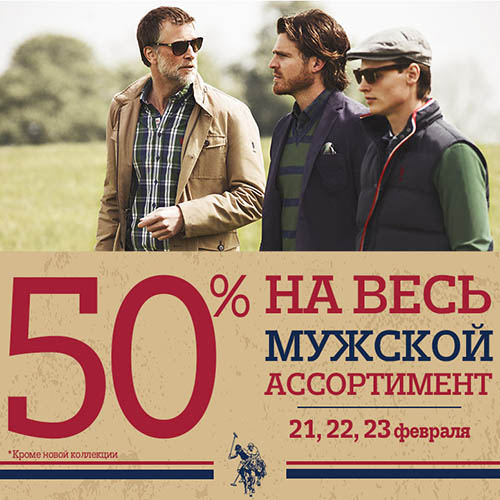 50% НА ВЕСЬ
МУЖСКОЙ
АССОРТИМЕНТ
21, 22, 23 февраля
*Кроме новой коллекции